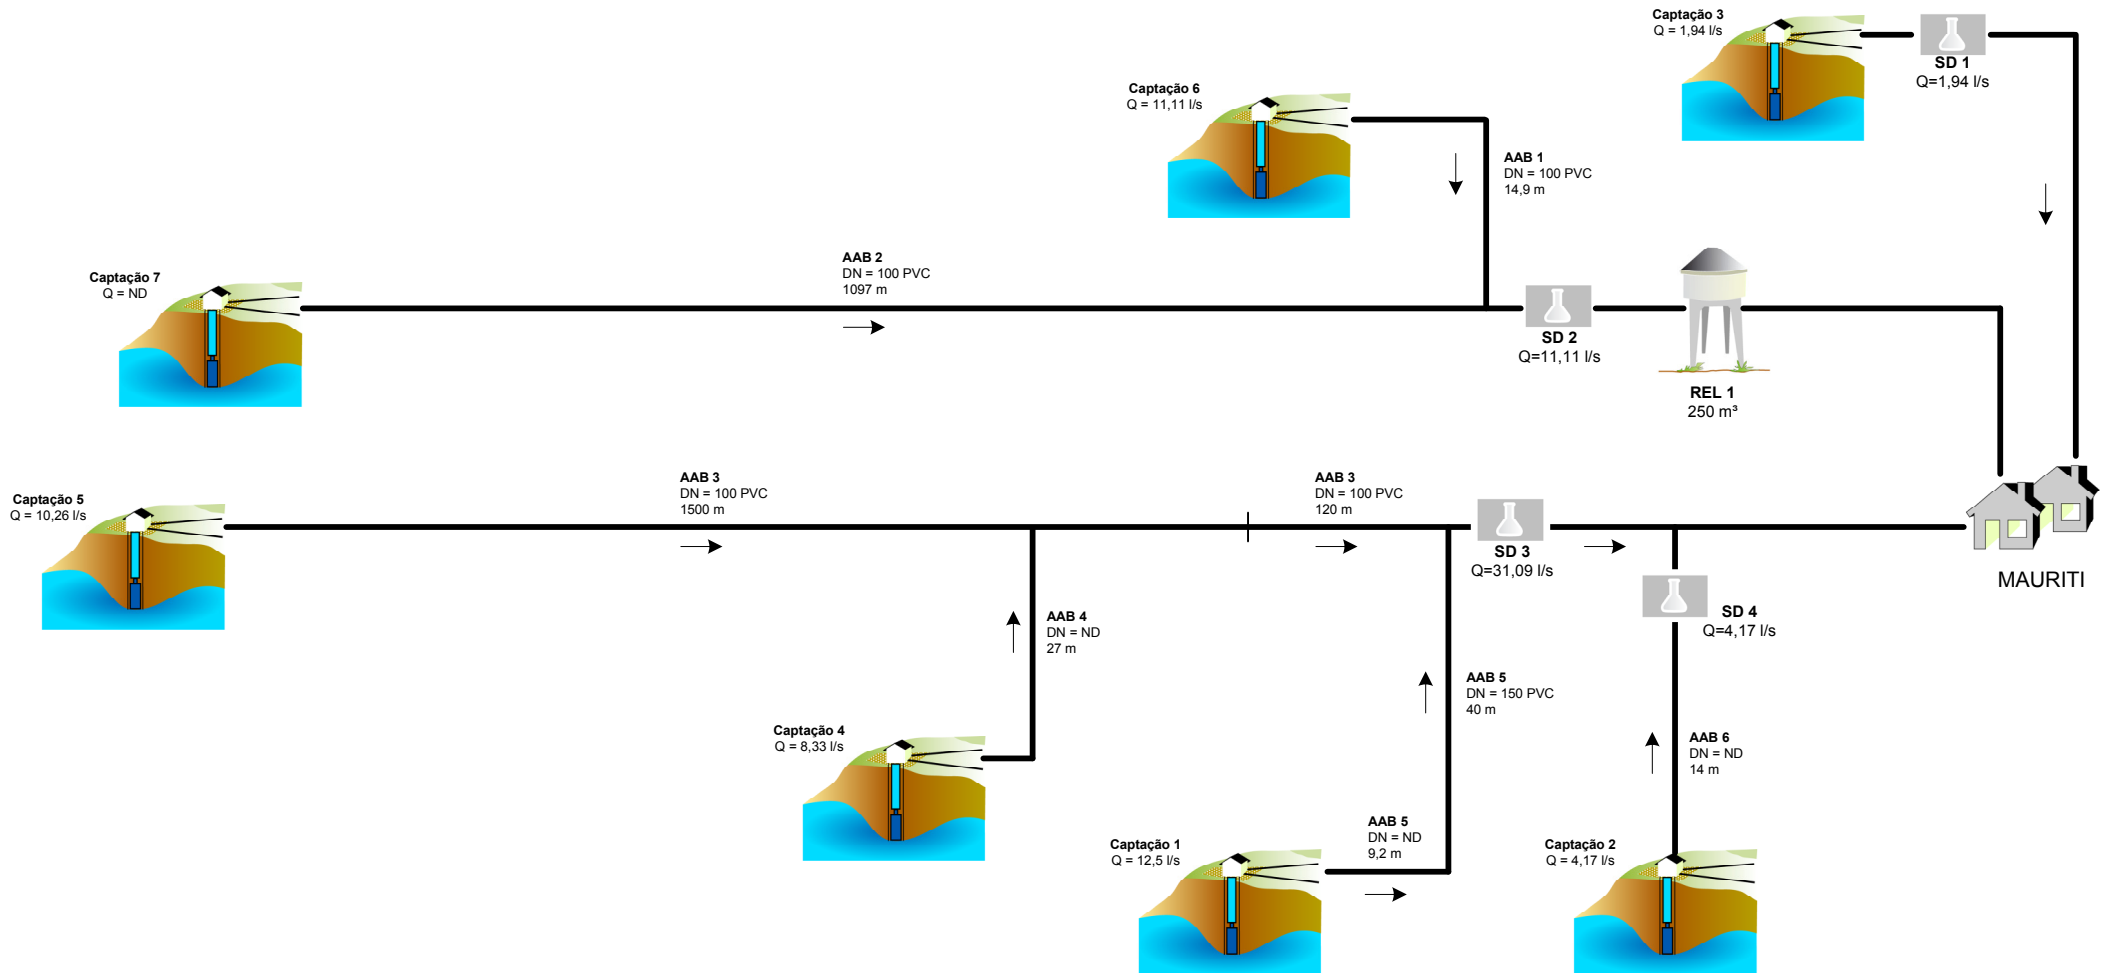 Captação 3
Q = 1,94 l/s
SD 1
Q=1,94 l/s
Captação 6
Q = 11,11 l/s
AAB 1
DN = 100 PVC
14,9 m
Captação 7
Q = ND
AAB 2
DN = 100 PVC
1097 m
SD 2
Q=11,11 l/s
REL 1
250 m³
Captação 5
Q = 10,26 l/s
AAB 3
DN = 100 PVC
1500 m
AAB 3
DN = 100 PVC
120 m
SD 3
Q=31,09 l/s
MAURITI
AAB 4
DN = ND
27 m
SD 4
Q=4,17 l/s
AAB 5
DN = 150 PVC
40 m
Captação 4
Q = 8,33 l/s
AAB 6
DN = ND
14 m
Captação 1
Q = 12,5 l/s
AAB 5
DN = ND
9,2 m
Captação 2
Q = 4,17 l/s